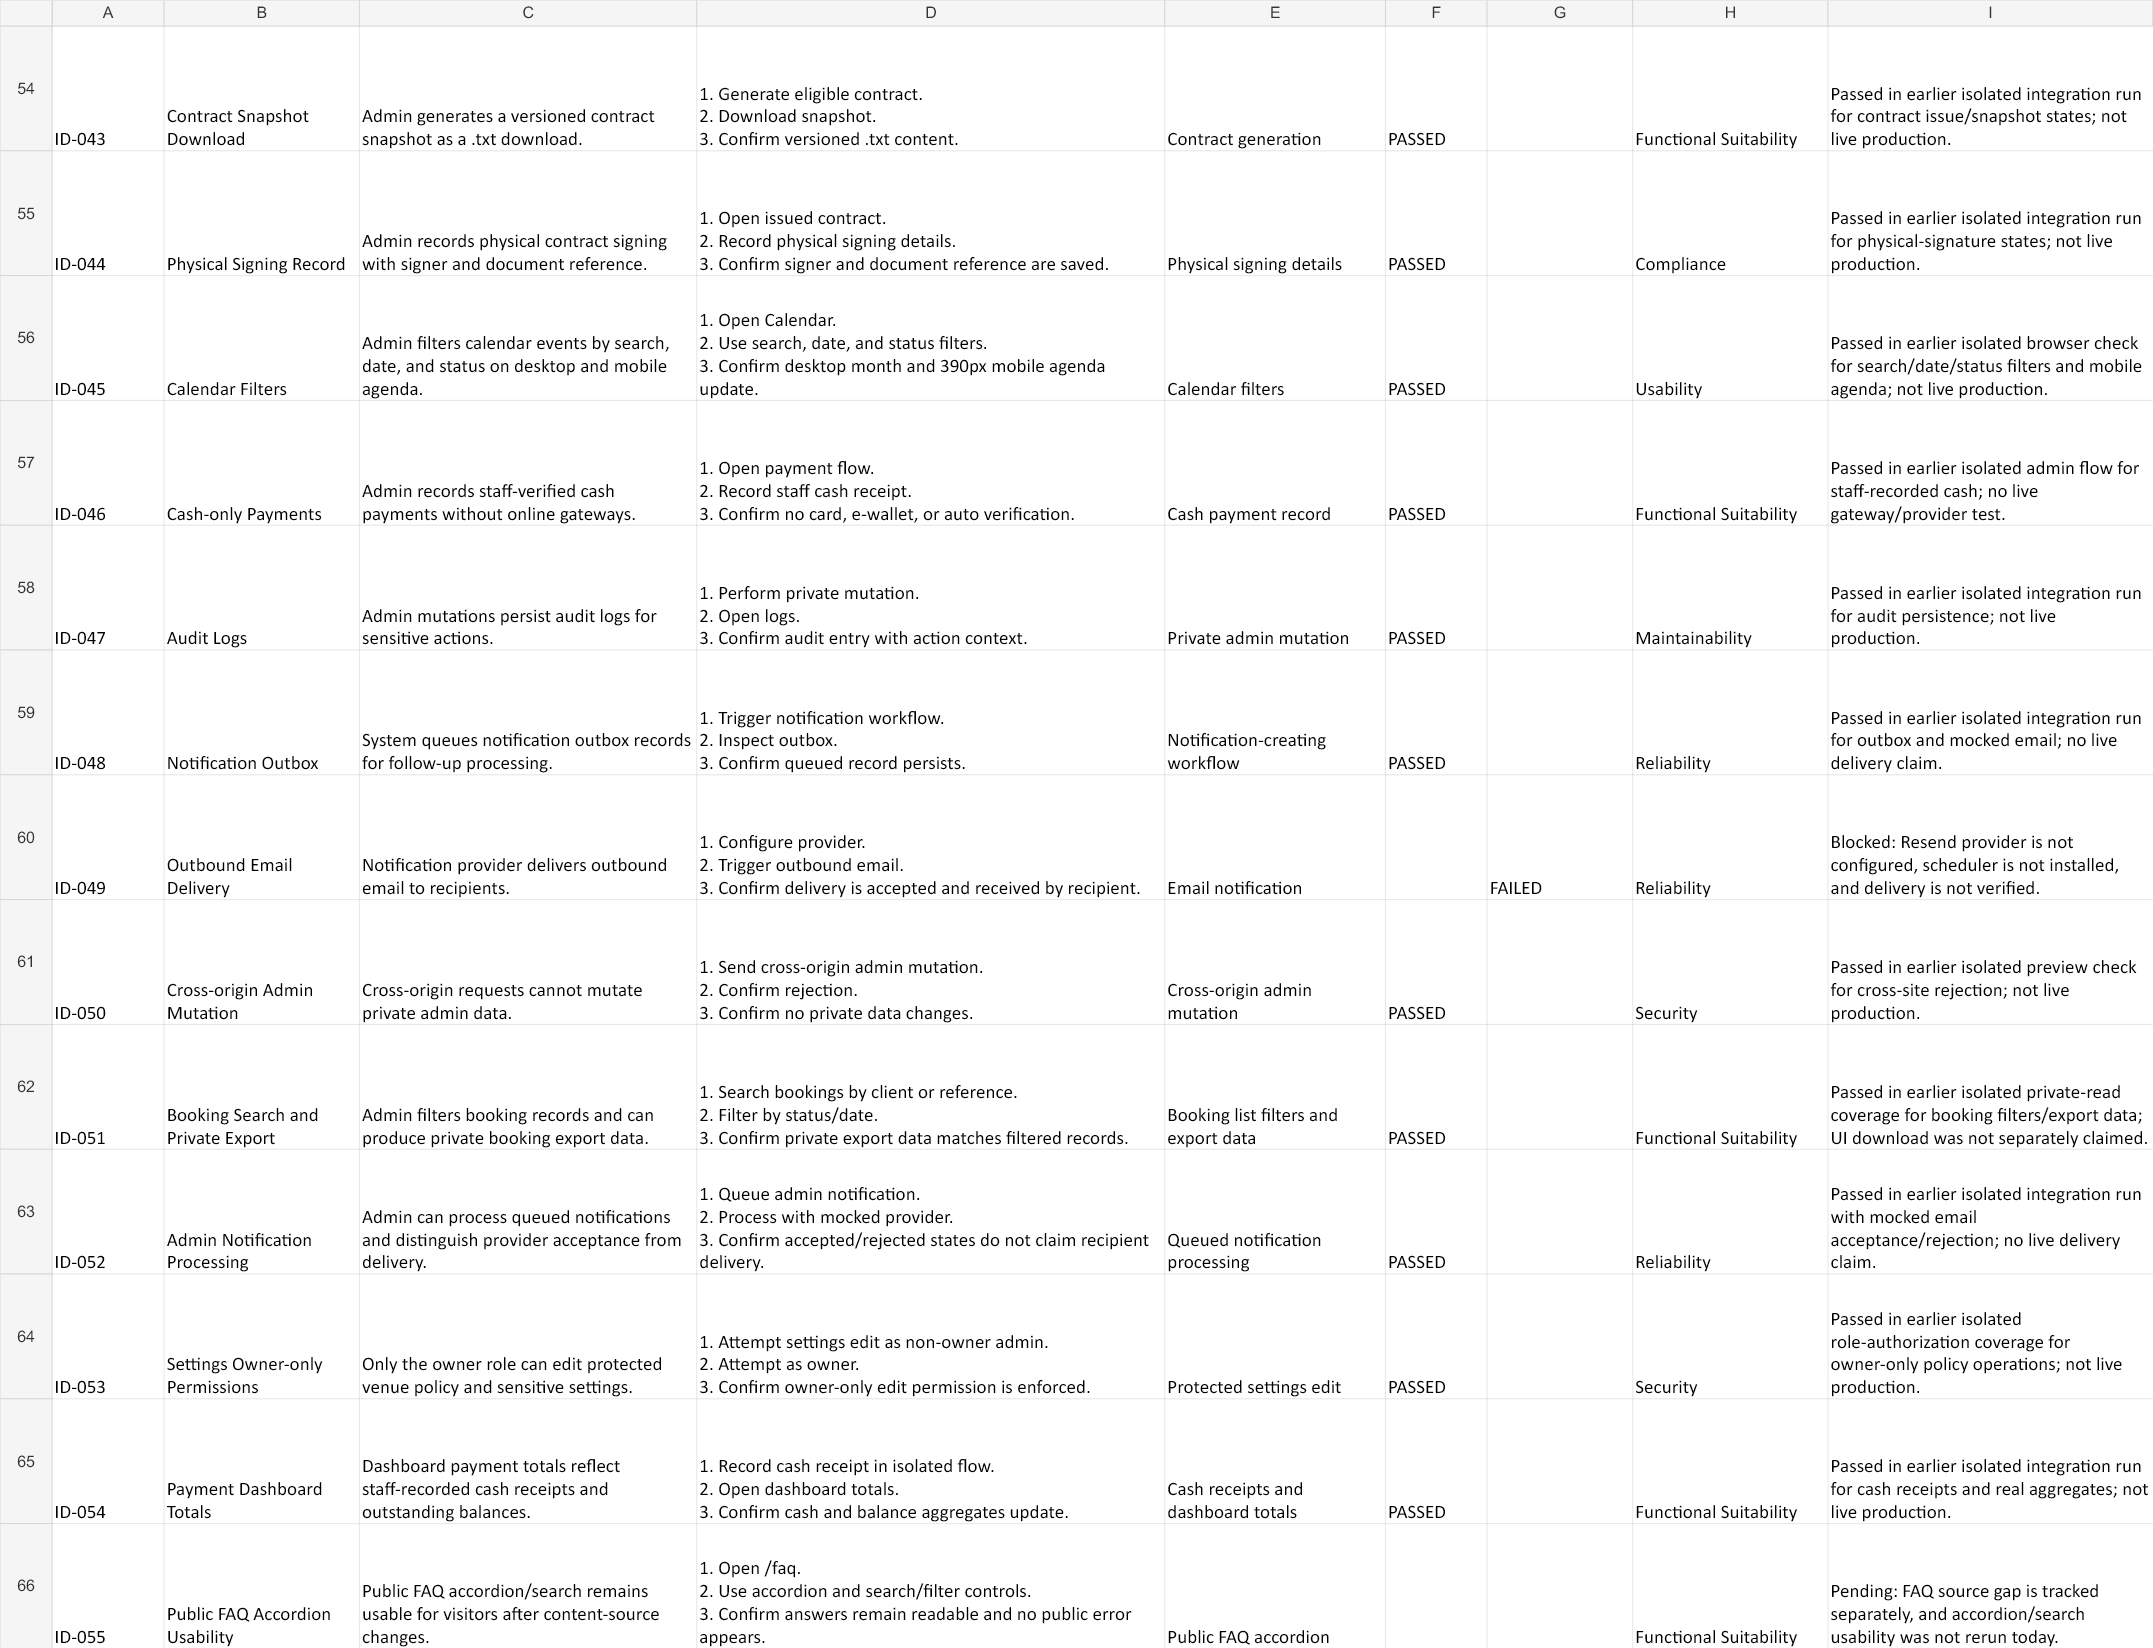 A B C D E F G H I
54
ID-043
Contract Snapshot
Download
Admin generates a versioned contract
snapshot as a .txt download.
1. Generate eligible contract.
2. Download snapshot.
3. Confirm versioned .txt content.
Contract generation
PASSED
Functional Suitability
Passed in earlier isolated integration run
for contract issue/snapshot states; not
live production.
55
ID-044
Physical Signing Record
Admin records physical contract signing
with signer and document reference.
1. Open issued contract.
2. Record physical signing details.
3. Confirm signer and document reference are saved.
Physical signing details
PASSED
Compliance
Passed in earlier isolated integration run
for physical-signature states; not live
production.
56
ID-045
Calendar Filters
Admin filters calendar events by search,
date, and status on desktop and mobile
agenda.
1. Open Calendar.
2. Use search, date, and status filters.
3. Confirm desktop month and 390px mobile agenda
update.
Calendar filters
PASSED
Usability
Passed in earlier isolated browser check
for search/date/status filters and mobile
agenda; not live production.
57
ID-046
Cash-only Payments
Admin records staff-verified cash
payments without online gateways.
1. Open payment flow.
2. Record staff cash receipt.
3. Confirm no card, e-wallet, or auto verification.
Cash payment record
PASSED
Functional Suitability
Passed in earlier isolated admin flow for
staff-recorded cash; no live
gateway/provider test.
58
ID-047
Audit Logs
Admin mutations persist audit logs for
sensitive actions.
1. Perform private mutation.
2. Open logs.
3. Confirm audit entry with action context.
Private admin mutation
PASSED
Maintainability
Passed in earlier isolated integration run
for audit persistence; not live
production.
59
ID-048
Notification Outbox
System queues notification outbox records
for follow-up processing.
1. Trigger notification workflow.
2. Inspect outbox.
3. Confirm queued record persists.
Notification-creating
workflow
PASSED
Reliability
Passed in earlier isolated integration run
for outbox and mocked email; no live
delivery claim.
60
ID-049
Outbound Email
Delivery
Notification provider delivers outbound
email to recipients.
1. Configure provider.
2. Trigger outbound email.
3. Confirm delivery is accepted and received by recipient.
Email notification
FAILED
Reliability
Blocked: Resend provider is not
configured, scheduler is not installed,
and delivery is not verified.
61
ID-050
Cross-origin Admin
Mutation
Cross-origin requests cannot mutate
private admin data.
1. Send cross-origin admin mutation.
2. Confirm rejection.
3. Confirm no private data changes.
Cross-origin admin
mutation
PASSED
Security
Passed in earlier isolated preview check
for cross-site rejection; not live
production.
62
ID-051
Booking Search and
Private Export
Admin filters booking records and can
produce private booking export data.
1. Search bookings by client or reference.
2. Filter by status/date.
3. Confirm private export data matches filtered records.
Booking list filters and
export data
PASSED
Functional Suitability
Passed in earlier isolated private-read
coverage for booking filters/export data;
UI download was not separately claimed.
63
ID-052
Admin Notification
Processing
Admin can process queued notifications
and distinguish provider acceptance from
delivery.
1. Queue admin notification.
2. Process with mocked provider.
3. Confirm accepted/rejected states do not claim recipient
delivery.
Queued notification
processing
PASSED
Reliability
Passed in earlier isolated integration run
with mocked email
acceptance/rejection; no live delivery
claim.
64
ID-053
Settings Owner-only
Permissions
Only the owner role can edit protected
venue policy and sensitive settings.
1. Attempt settings edit as non-owner admin.
2. Attempt as owner.
3. Confirm owner-only edit permission is enforced.
Protected settings edit
PASSED
Security
Passed in earlier isolated
role-authorization coverage for
owner-only policy operations; not live
production.
65
ID-054
Payment Dashboard
Totals
Dashboard payment totals reflect
staff-recorded cash receipts and
outstanding balances.
1. Record cash receipt in isolated flow.
2. Open dashboard totals.
3. Confirm cash and balance aggregates update.
Cash receipts and
dashboard totals
PASSED
Functional Suitability
Passed in earlier isolated integration run
for cash receipts and real aggregates; not
live production.
66
ID-055
Public FAQ Accordion
Usability
Public FAQ accordion/search remains
usable for visitors after content-source
changes.
1. Open /faq.
2. Use accordion and search/filter controls.
3. Confirm answers remain readable and no public error
appears.
Public FAQ accordion
Functional Suitability
Pending: FAQ source gap is tracked
separately, and accordion/search
usability was not rerun today.